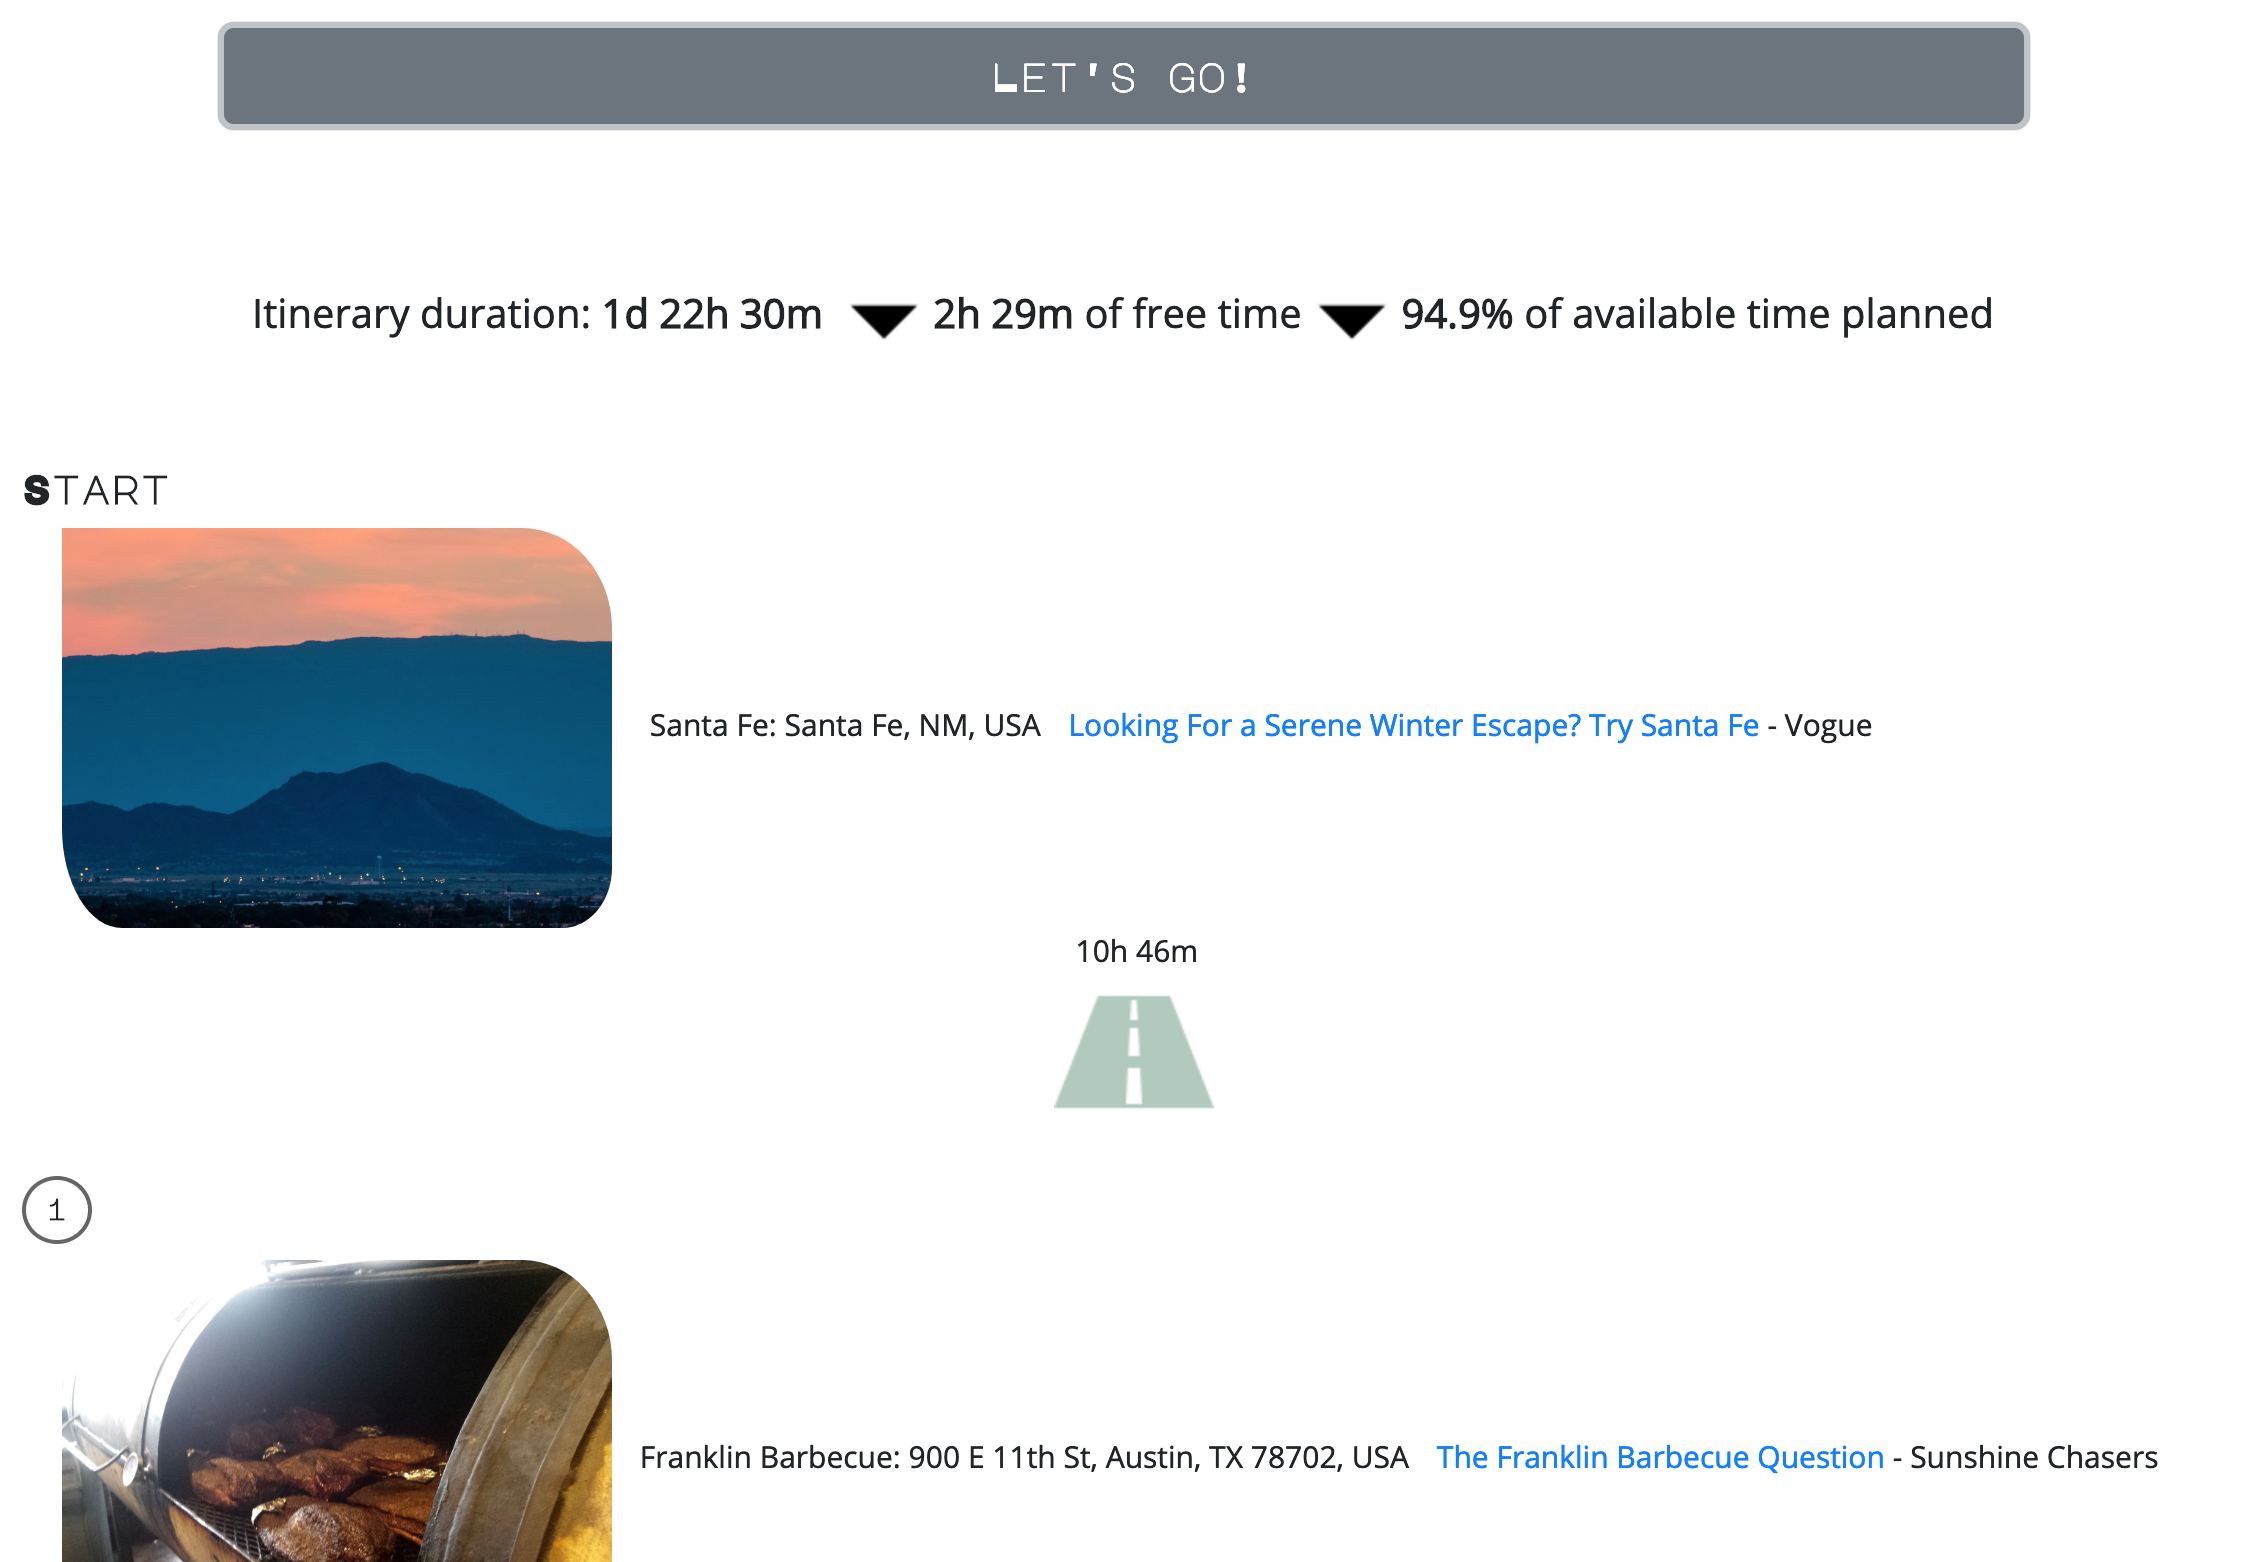 LET'S GO!
Itinerary duration: 1d 22h 30m 2h 29m of free time 94.9% of available time planned
START
Santa Fe: Santa Fe, NM, USA Looking For a Serene Winter Escape? Try Santa Fe - Vogue
10h 46m
1
Franklin Barbecue: 900 E 11th St, Austin, TX 78702, USA The Franklin Barbecue Question - Sunshine Chasers